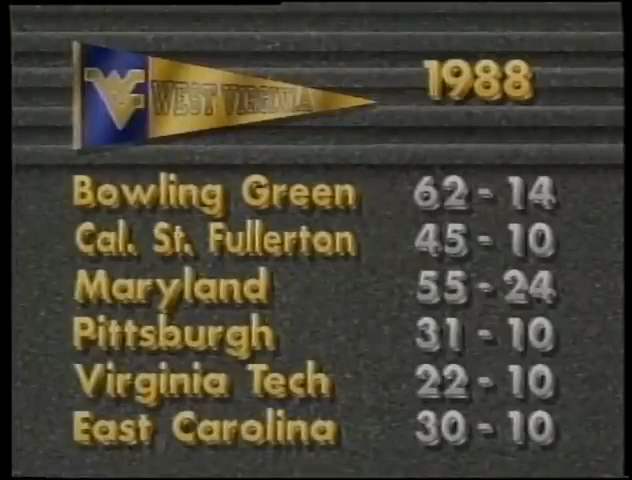 WV WEST VIRGINIA 1988
Bowling Green 62 - 14
Cal. St. Fullerton 45 - 10
Maryland 55 - 24
Pittsburgh 31 - 10
Virginia Tech 22 - 10
East Carolina 30 - 10